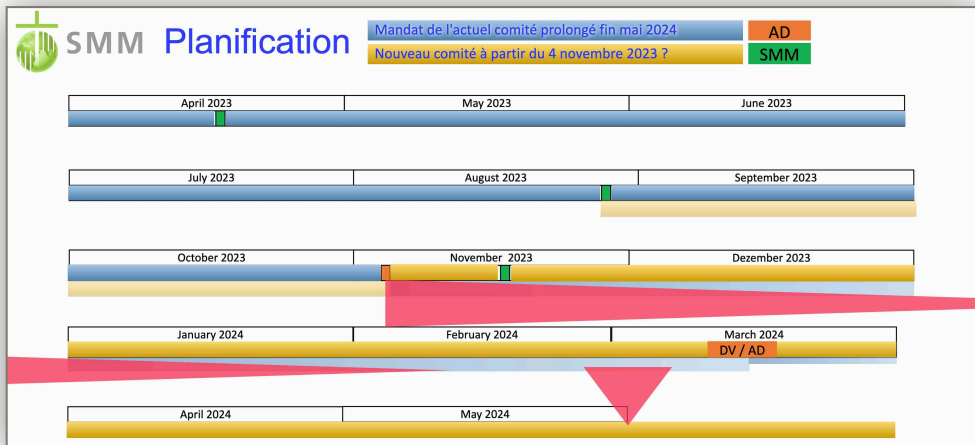 SMM Planification
Mandat de l'actuel comité prolongé fin mai 2024
AD
Nouveau comité à partir du 4 novembre 2023 ?
SMM
April 2023 May 2023 June 2023
July 2023 August 2023 September 2023
October 2023 November 2023 Dezember 2023
January 2024 February 2024 March 2024
DV / AD
April 2024 May 2024